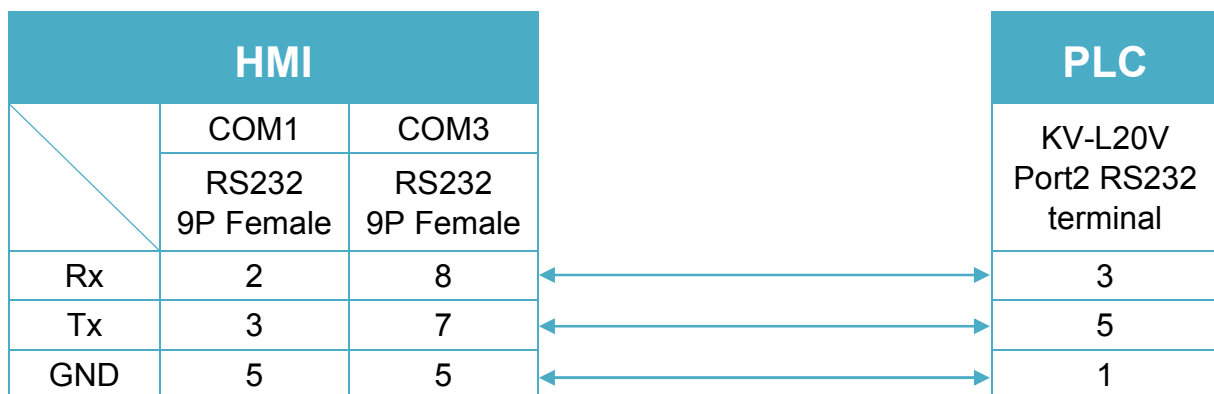 HMI PLC
COM1 COM3
RS232
9P Female
RS232
9P Female
KV-L20V
Port2 RS232
terminal
Rx 2 8 3
Tx 3 7 5
GND 5 5 1